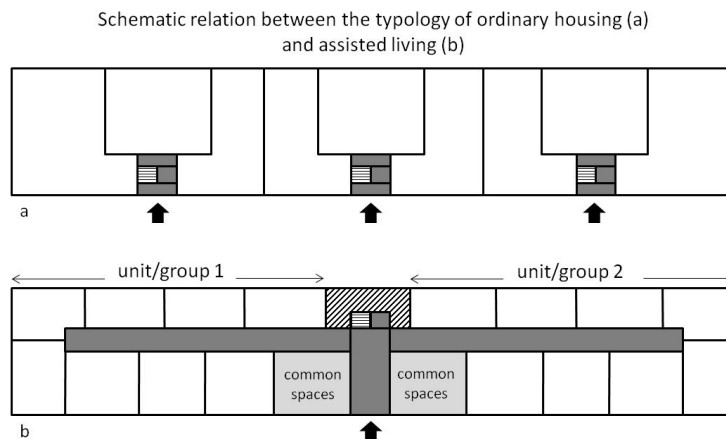 Schematic relation between the typology of ordinary housing (a)
and assisted living (b)
a
unit/group 1
unit/group 2
common
spaces
common
spaces
b